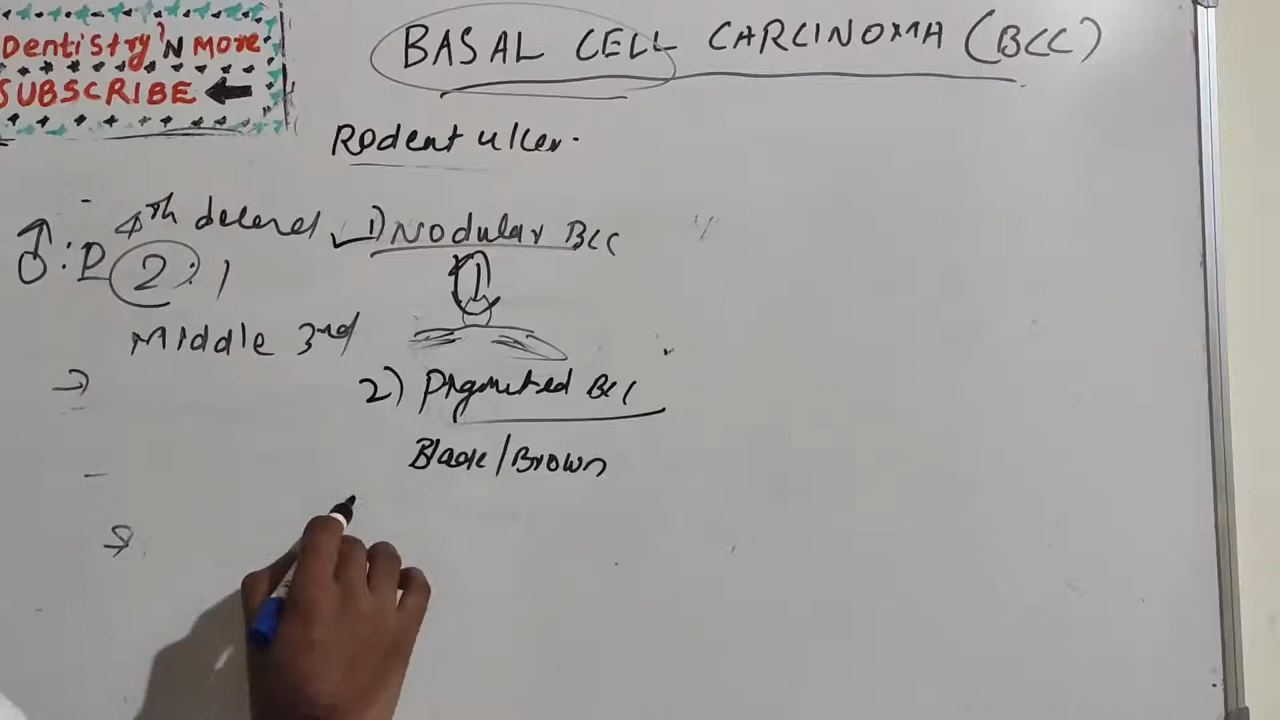 Dentistry'N MORE
SUBSCRIBE
BASAL CELL CARCINOMA (BCC)
Rodent ulcer.
4th
1) Nodular BCC
♂ : 2 : 1
Middle 3rd
2) Pigmented BCC
Black/Brown